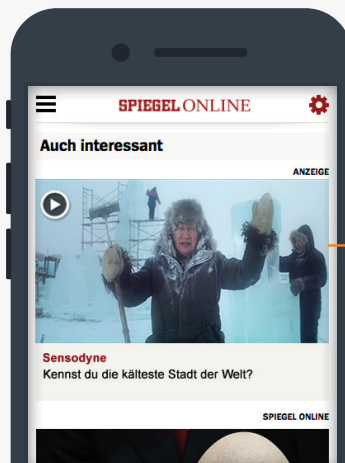 SPIEGEL ONLINE
Auch interessant
ANZEIGE
Sensodyne
Kennst du die kälteste Stadt der Welt?
SPIEGEL ONLINE